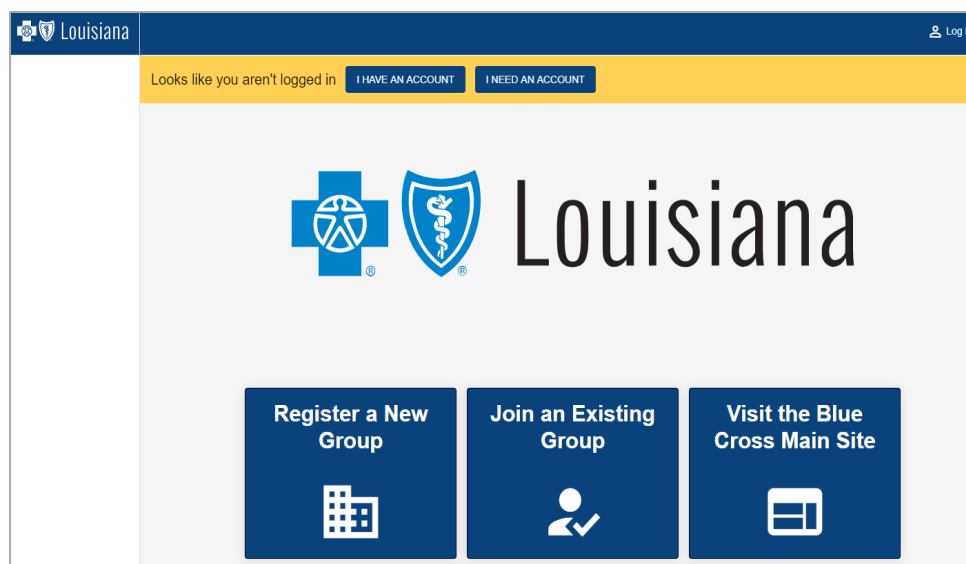 Louisiana
Log
Looks like you aren't logged in I HAVE AN ACCOUNT I NEED AN ACCOUNT
Louisiana
® ®
Register a New
Group
Join an Existing
Group
Visit the Blue
Cross Main Site